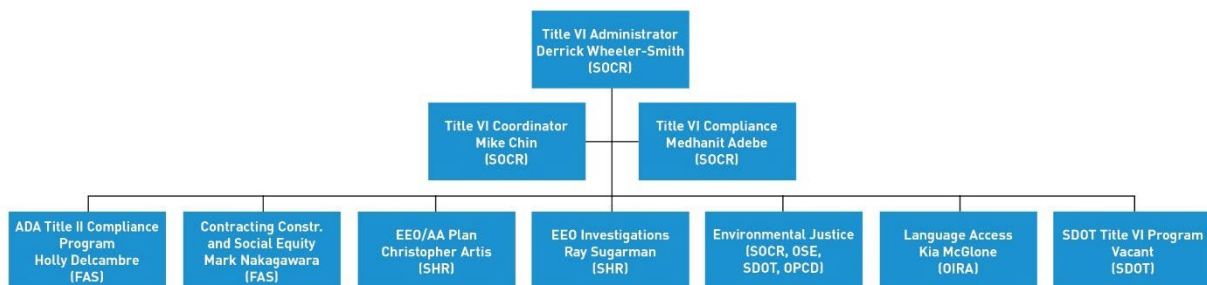 Title VI Administrator
Derrick Wheeler-Smith
(SOCR)
Title VI Coordinator
Mike Chin
(SOCR)
Title VI Compliance
Medhanit Adebe
(SOCR)
ADA Title II Compliance
Program
Holly Delcambre
(FAS)
Contracting Constr.
and Social Equity
Mark Nakagawara
(FAS)
EEO/AA Plan
Christopher Artis
(SHR)
EEO Investigations
Ray Sugarman
(SHR)
Environmental Justice
(SOCR, OSE,
SDOT, OPCD)
Language Access
Kia McGlone
(OIRA)
SDOT Title VI Program
Vacant
(SDOT)